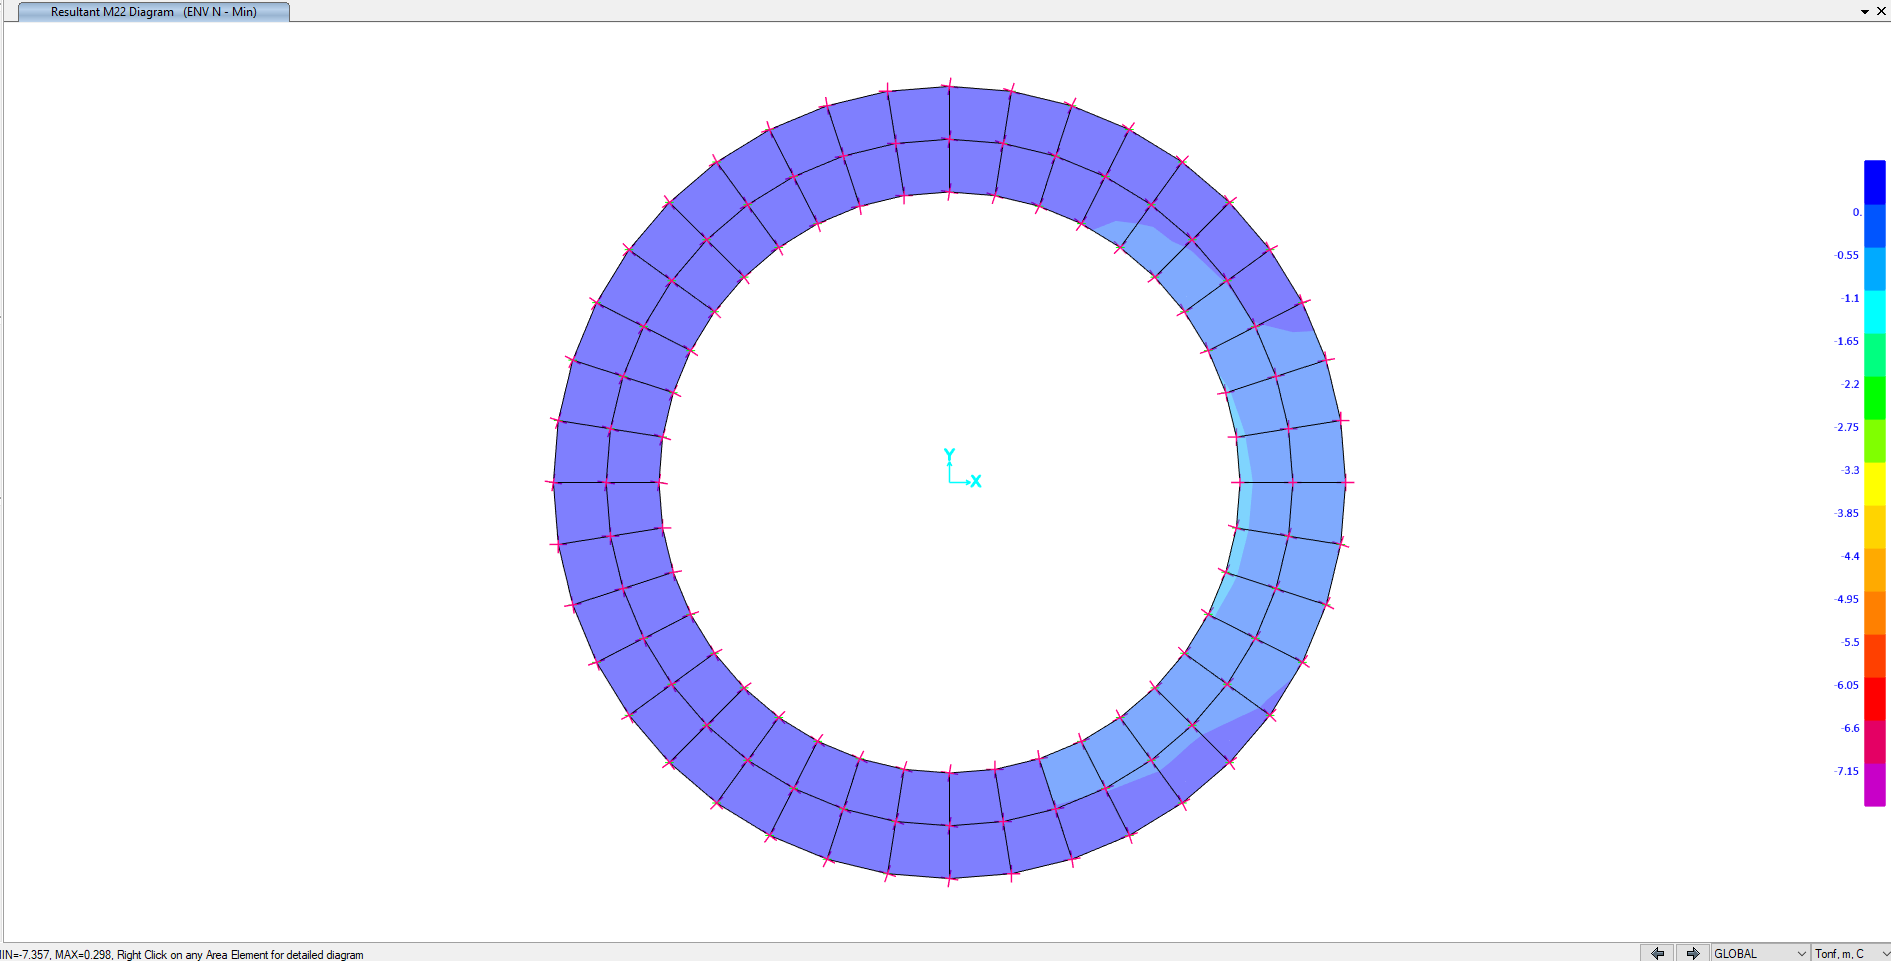 Resultant M22 Diagram (ENV N - Min)
0.
-0.55
-1.1
-1.65
-2.2
-2.75
-3.3
-3.85
-4.4
-4.95
-5.5
-6.05
-6.6
-7.15
Y
X
IIN=-7.357, MAX=0.298, Right Click on any Area Element for detailed diagram
GLOBAL
Tonf, m, C